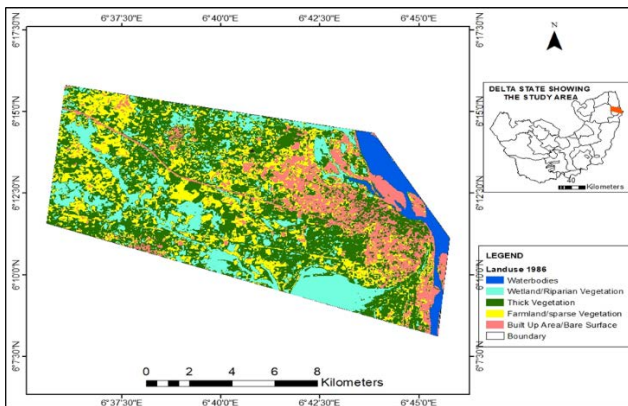 6°37'30"E 6°40'0"E 6°42'30"E 6°45'0"E
6°17'30"N
6°15'0"N
6°12'30"N
6°10'0"N
6°7'30"N
6°17'30"N
6°15'0"N
6°12'30"N
6°10'0"N
6°7'30"N
N
DELTA STATE SHOWING
THE STUDY AREA
40
Kilometers
LEGEND
Landuse 1986
Waterbodies
Wetland/Riparian Vegetation
Thick Vegetation
Farmland/sparse Vegetation
Built Up Area/Bare Surface
Boundary
0 2 4 6 8
Kilometers
6°37'30"E 6°40'0"E 6°42'30"E 6°45'0"E